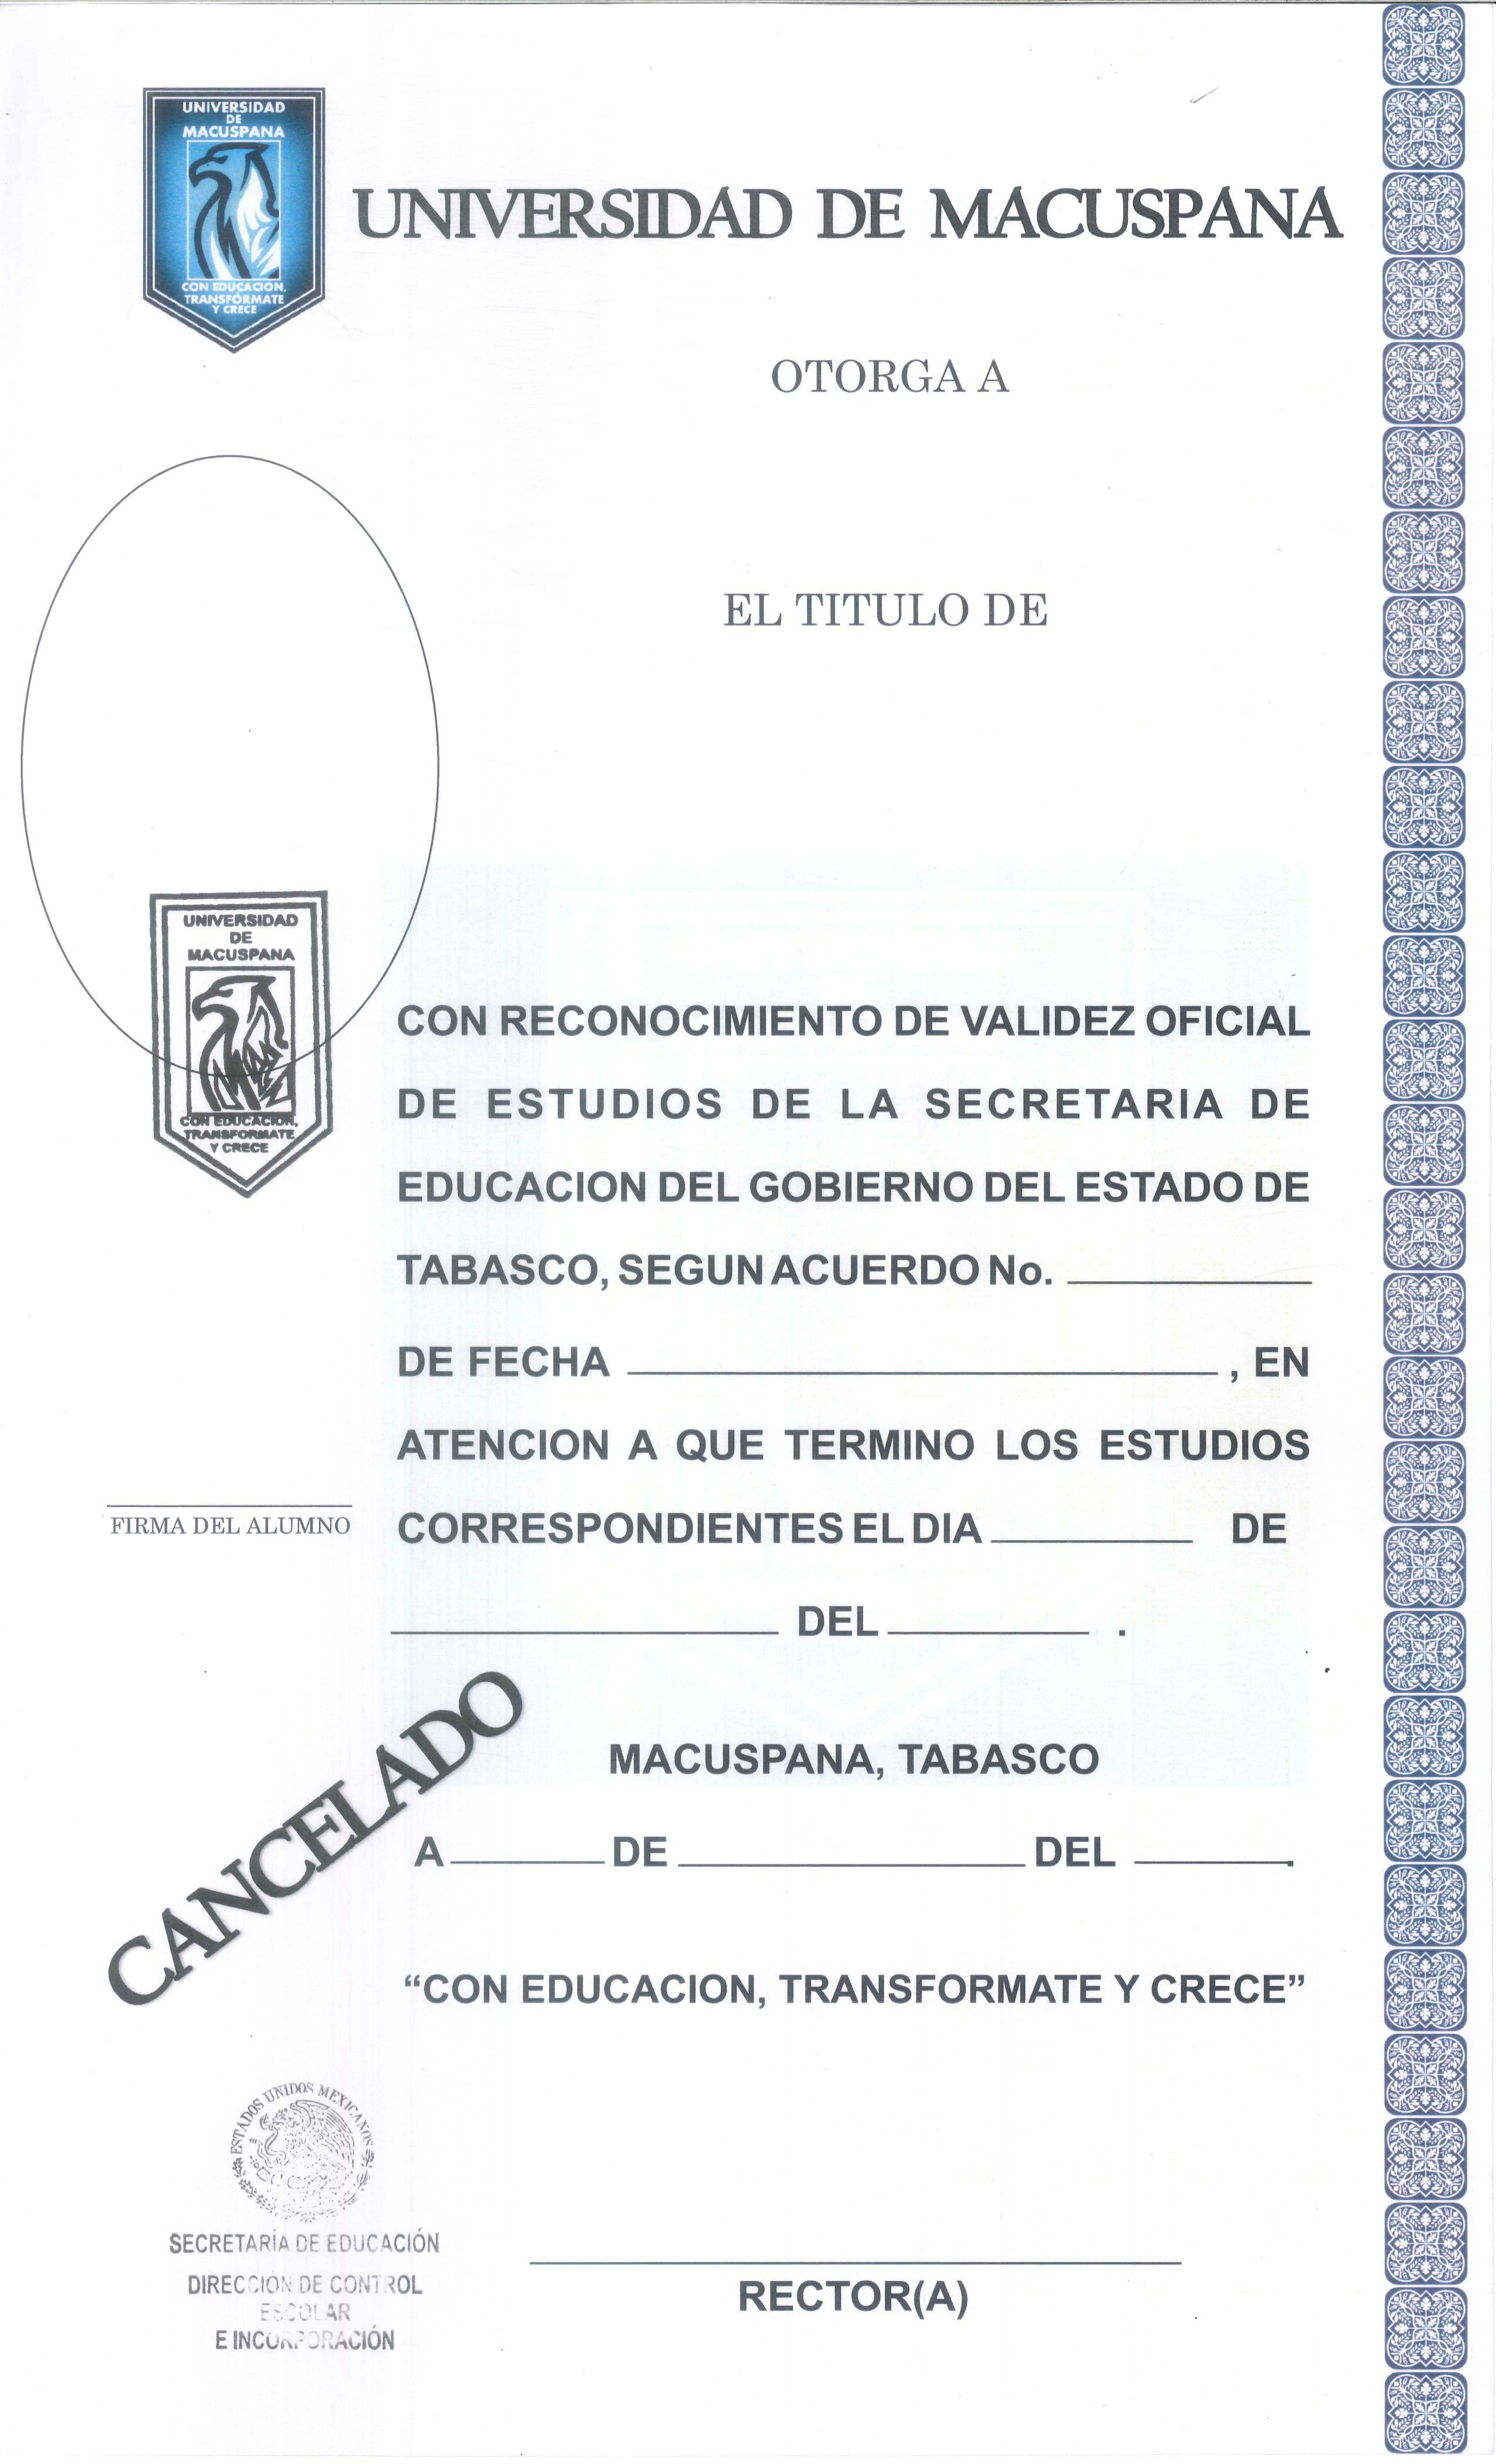 UNIVERSIDAD
DE
MACUSPANA
CON EDUCACIÓN,
TRANSFÓRMATE
Y CRECE
UNIVERSIDAD DE MACUSPANA
OTORGA A
EL TITULO DE
UNIVERSIDAD
DE
MACUSPANA
CON EDUCACION,
TRANSFORMATE
Y CRECE
CON RECONOCIMIENTO DE VALIDEZ OFICIAL
DE ESTUDIOS DE LA SECRETARIA DE
EDUCACION DEL GOBIERNO DEL ESTADO DE
TABASCO, SEGUN ACUERDO No.
DE FECHA , EN
ATENCION A QUE TERMINO LOS ESTUDIOS
CORRESPONDIENTES EL DIA DE
DEL .
FIRMA DEL ALUMNO
CANCELADO
MACUSPANA, TABASCO
A DE DEL .
“CON EDUCACION, TRANSFORMATE Y CRECE”
ESTADOS UNIDOS MEXICANOS
SECRETARÍA DE EDUCACIÓN
DIRECCIÓN DE CONTROL
ESCOLAR
E INCORPORACIÓN
RECTOR(A)